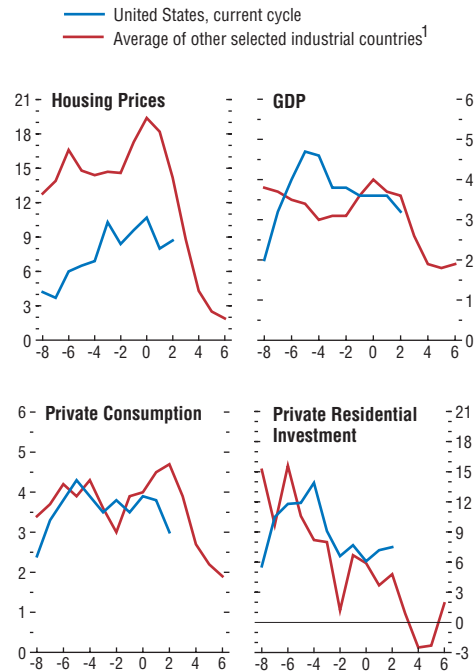 United States, current cycle
Average of other selected industrial countries1
Housing Prices
21
18
15
12
9
6
3
0
-8 -6 -4 -2 0 2 4 6
GDP
6
5
4
3
2
1
0
-8 -6 -4 -2 0 2 4 6
Private Consumption
6
5
4
3
2
1
0
-8 -6 -4 -2 0 2 4 6
Private Residential
Investment
21
18
15
12
9
6
3
0
-3
-8 -6 -4 -2 0 2 4 6